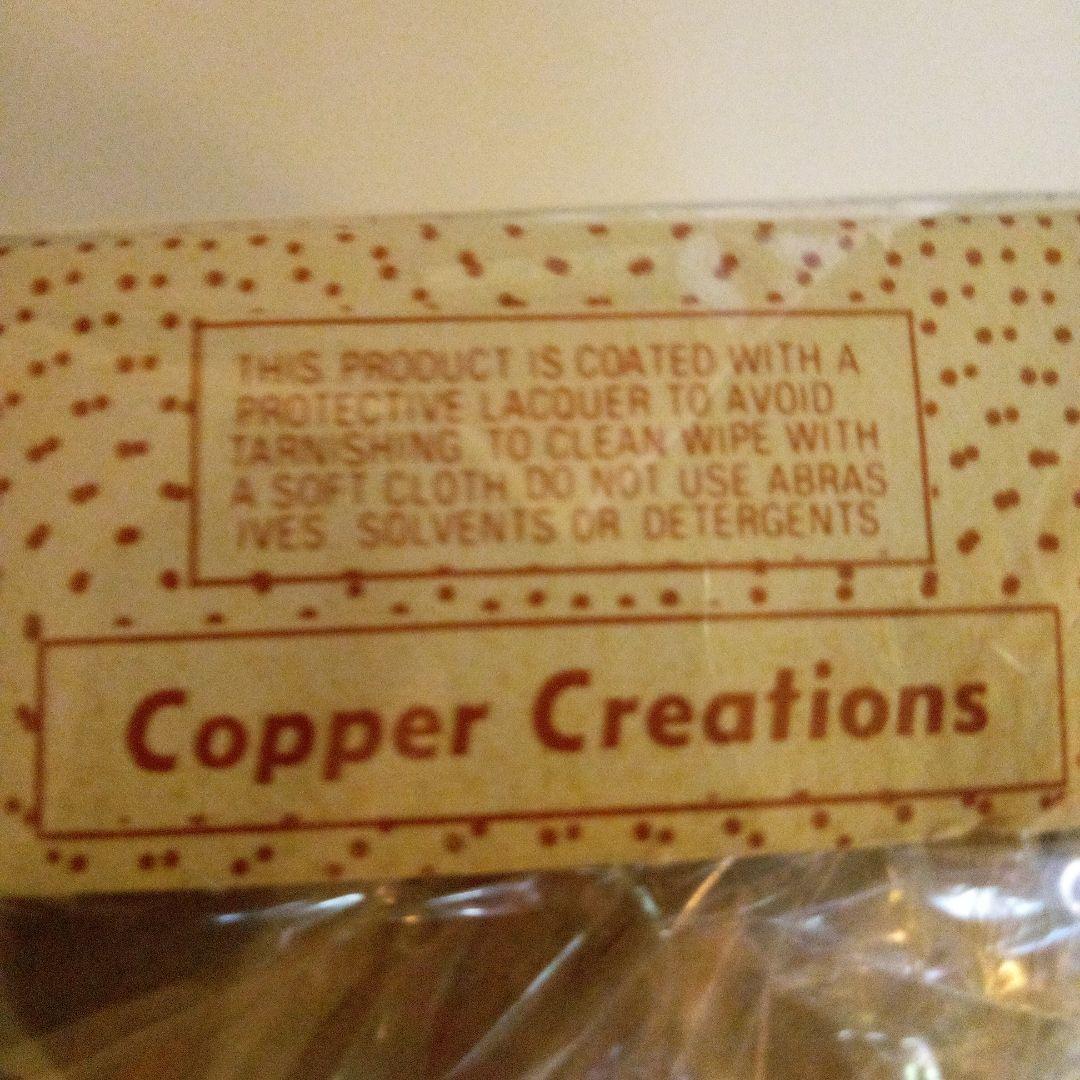 THIS PRODUCT IS COATED WITH A
PROTECTIVE LACQUER TO AVOID
TARNISHING. TO CLEAN WIPE WITH
A SOFT CLOTH DO NOT USE ABRAS
IVES. SOLVENTS OR DETERGENTS
Copper Creations